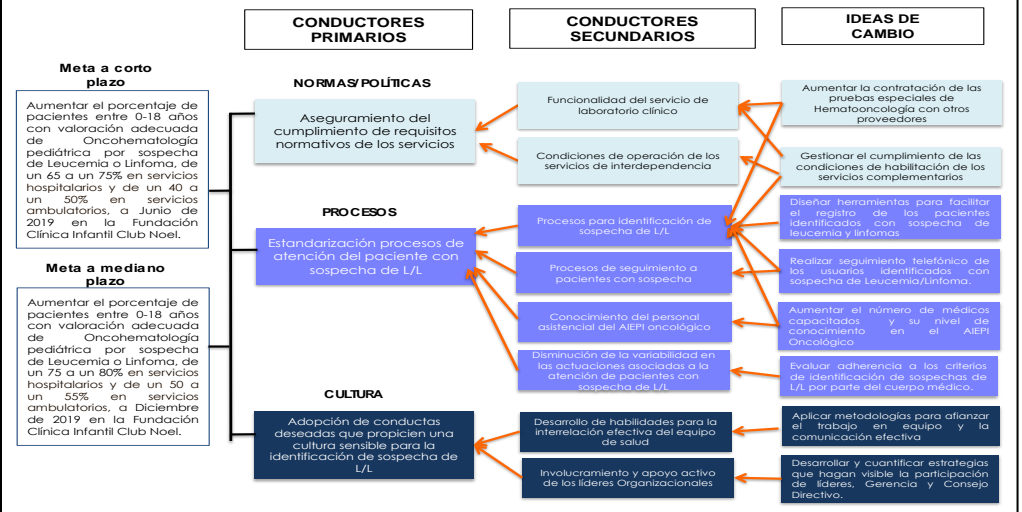 CONDUCTORES
PRIMARIOS
CONDUCTORES
SECUNDARIOS
IDEAS DE
CAMBIO
Meta a corto
plazo
Aumentar el porcentaje de
pacientes entre 0-18 años
con valoración adecuada
de Oncohematología
pediátrica por sospecha
de Leucemia o Linfoma, de
un 65 a un 75% en servicios
hospitalarios y de un 40 a
un 50% en servicios
ambulatorios, a Junio de
2019 en la Fundación
Clínica Infantil Club Noel.
Meta a mediano
plazo
Aumentar el porcentaje de
pacientes entre 0-18 años
con valoración adecuada
de Oncohematología
pediátrica por sospecha
de Leucemia o Linfoma, de
un 75 a un 80% en servicios
hospitalarios y de un 50 a
un 55% en servicios
ambulatorios, a Diciembre
de 2019 en la Fundación
Clínica Infantil Club Noel.
NORMAS/POLÍTICAS
Aseguramiento del
cumplimiento de requisitos
normativos de los servicios
PROCESOS
Estandarización procesos de
atención del paciente con
sospecha de L/L
CULTURA
Adopción de conductas
deseadas que propicien una
cultura sensible para la
identificación de sospecha de
L/L
Funcionalidad del servicio de
laboratorio clínico
Condiciones de operación de los
servicios de interdependencia
Procesos para identificación de
sospecha de L/L
Procesos de seguimiento a
pacientes con sospecha
Conocimiento del personal
asistencial del AIEPI oncológico
Disminución de la variabilidad en
las actuaciones asociadas a la
atención de pacientes con
sospecha de L/L
Desarrollo de habilidades para la
interrelación efectiva del equipo
de salud
Involucramiento y apoyo activo
de los líderes Organizacionales
Aumentar la contratación de las
pruebas especiales de
Hematooncología con otros
proveedores
Gestionar el cumplimiento de las
condiciones de habilitación de los
servicios complementarios
Diseñar herramientas para facilitar
el registro de los pacientes
identificados con sospecha de
leucemia y linfomas
Realizar seguimiento telefónico de
los usuarios identificados con
sospecha de Leucemia/Linfoma.
Aumentar el número de médicos
capacitados y su nivel de
conocimiento en el AIEPI
Oncológico
Evaluar adherencia a los criterios
de identificación de sospechas de
L/L por parte del cuerpo médico.
Aplicar metodologías para afianzar
el trabajo en equipo y la
comunicación efectiva
Desarrollar y cuantificar estrategias
que hagan visible la participación
de líderes, Gerencia y Consejo
Directivo.